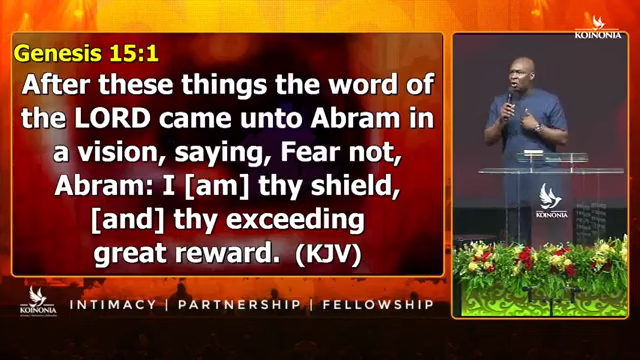 Genesis 15:1
After these things the word of
the LORD came unto Abram in
a vision, saying, Fear not,
Abram: I [am] thy shield,
[and] thy exceeding
great reward. (KJV)
KOINONIA
KOINONIA
KOINONIA
INTIMACY | PARTNERSHIP | FELLOWSHIP